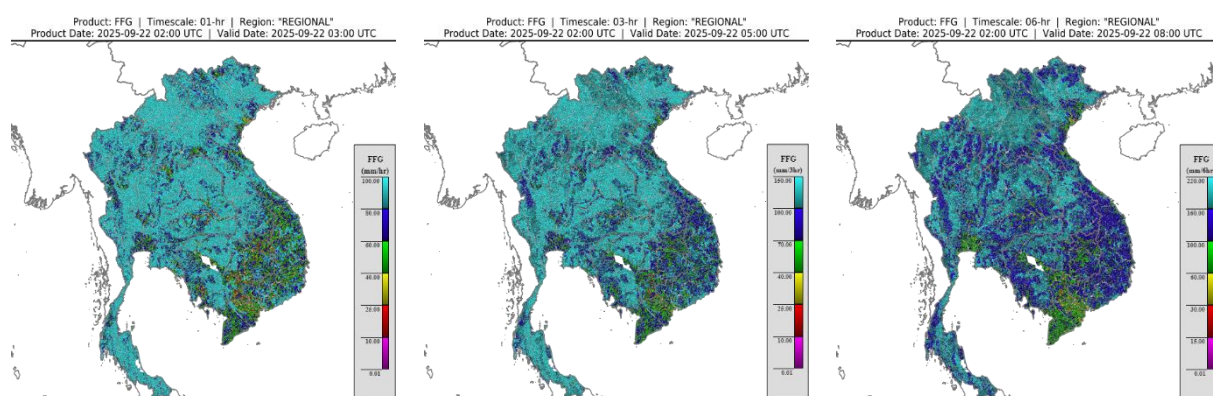 Product: FFG | Timescale: 01-hr | Region: "REGIONAL"
Product Date: 2025-09-22 02:00 UTC | Valid Date: 2025-09-22 03:00 UTC
FFG
(mm/hr)
100.00
80.00
60.00
40.00
20.00
10.00
0.01
Product: FFG | Timescale: 03-hr | Region: "REGIONAL"
Product Date: 2025-09-22 02:00 UTC | Valid Date: 2025-09-22 05:00 UTC
FFG
(mm/3hr)
160.00
100.00
70.00
10.00
0.01
Product: FFG | Timescale: 06-hr | Region: "REGIONAL"
Product Date: 2025-09-22 02:00 UTC | Valid Date: 2025-09-22 08:00 UTC
FFG
(mm/6hr)
220.00
160.00
100.00
60.00
30.00
15.00
0.01